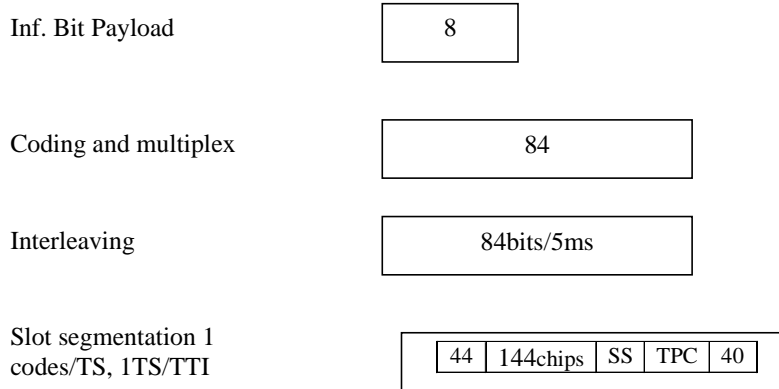 Inf. Bit Payload
8
Coding and multiplex
84
Interleaving
84bits/5ms
Slot segmentation 1
codes/TS, 1TS/TTI
44 144chips SS TPC 40